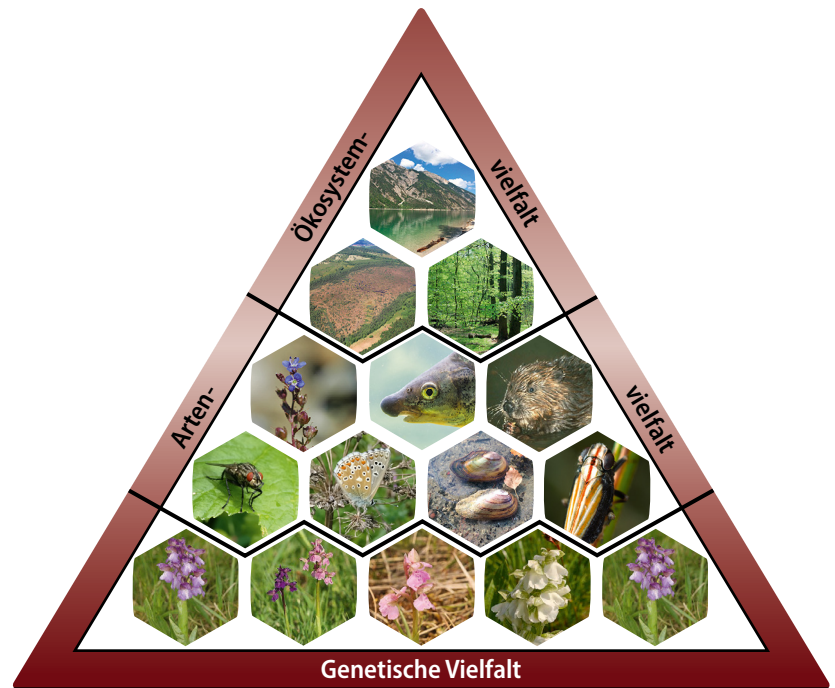 Ökosystem-
vielfalt
Arten-
vielfalt
Genetische Vielfalt